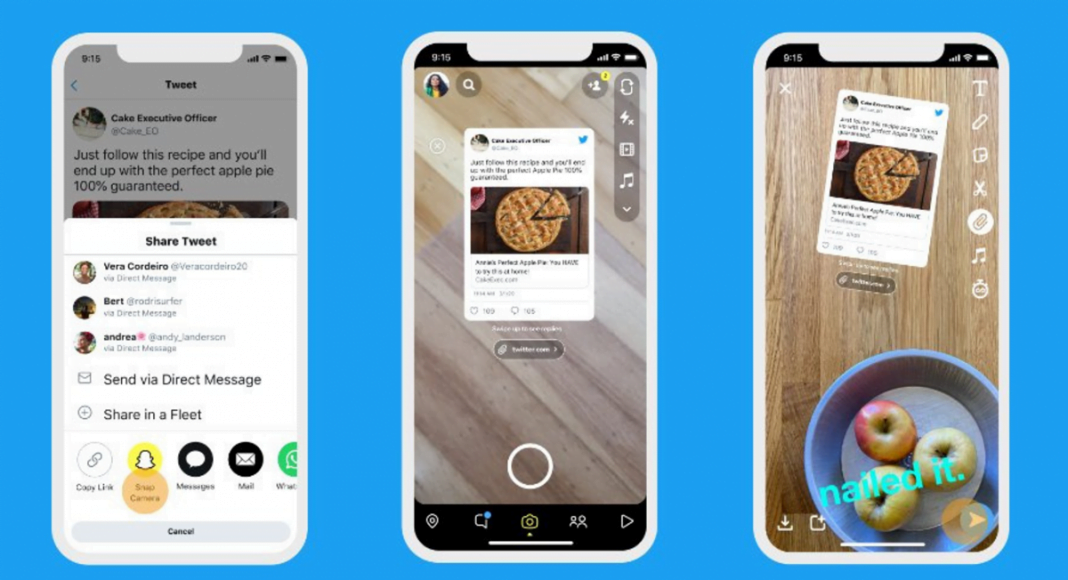 9:15
Tweet
Cake Executive Officer
@Cake_EO
Just follow this recipe and you'll
end up with the perfect apple pie
100% guaranteed.
Share Tweet
Vera Cordeiro @Veracordeiro20
via Direct Message
Bert @rodrisurfer
via Direct Message
andrea🌸 @andy_landerson
via Direct Message
Send via Direct Message
Share in a Fleet
Copy Link
Snap
Camera
Messages
Mail
What
Cancel
9:15
2
Cake Executive Officer
@Cake_EO
Just follow this recipe and you'll end
up with the perfect Apple Pie 100%
guaranteed.
Annie's Perfect Apple Pie: You HAVE
to try this at home!
CakeExec.com
109
105
Swipe up to see replies
twitter.com
9:15
T
Cake Executive Officer
Just follow this recipe and you'll end
up with the perfect Apple Pie 100%
guaranteed.
Annie's Perfect Apple Pie: You HAVE
to try this at home!
CakeExec.com
109
105
twitter.com
nailed it.